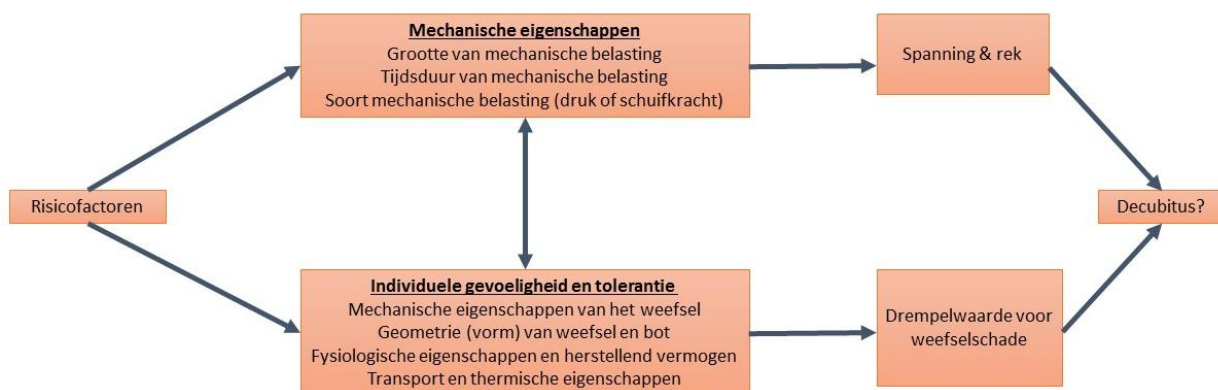 Mechanische eigenschappen
Grootte van mechanische belasting
Tijdsduur van mechanische belasting
Soort mechanische belasting (druk of schuifkracht)
Spanning & rek
Risicofactoren
Decubitus?
Individuele gevoeligheid en tolerantie
Mechanische eigenschappen van het weefsel
Geometrie (vorm) van weefsel en bot
Fysiologische eigenschappen en herstellend vermogen
Transport en thermische eigenschappen
Drempelwaarde voor
weefselschade